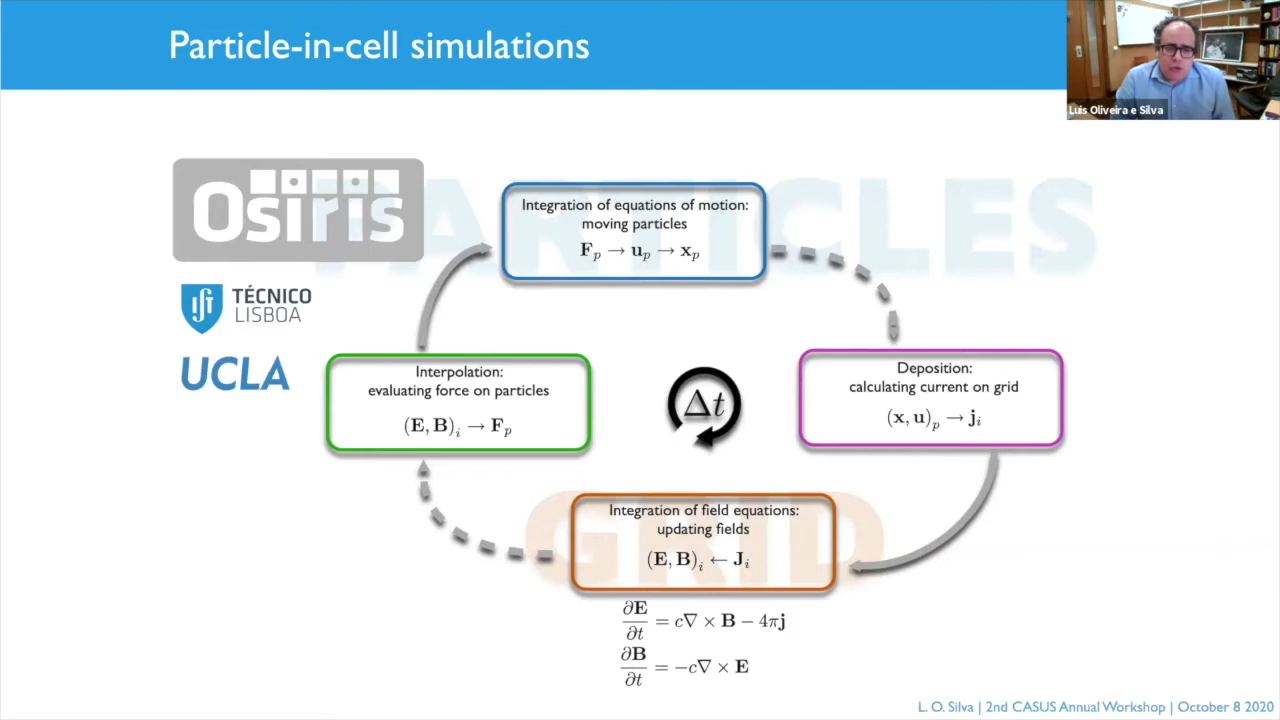 Particle-in-cell simulations
Luís Oliveira e Silva
PARTICLES
Osiris
TÉCNICO
LISBOA
UCLA
Integration of equations of motion:
moving particles
F_p → u_p → x_p
Interpolation:
evaluating force on particles
(E, B)_i → F_p
Δt
Deposition:
calculating current on grid
(x, u)_p → j_i
GRID
Integration of field equations:
updating fields
(E, B)_i ← J_i
∂E/∂t = c∇ × B − 4πj
∂B/∂t = −c∇ × E
L. O. Silva | 2nd CASUS Annual Workshop | October 8 2020